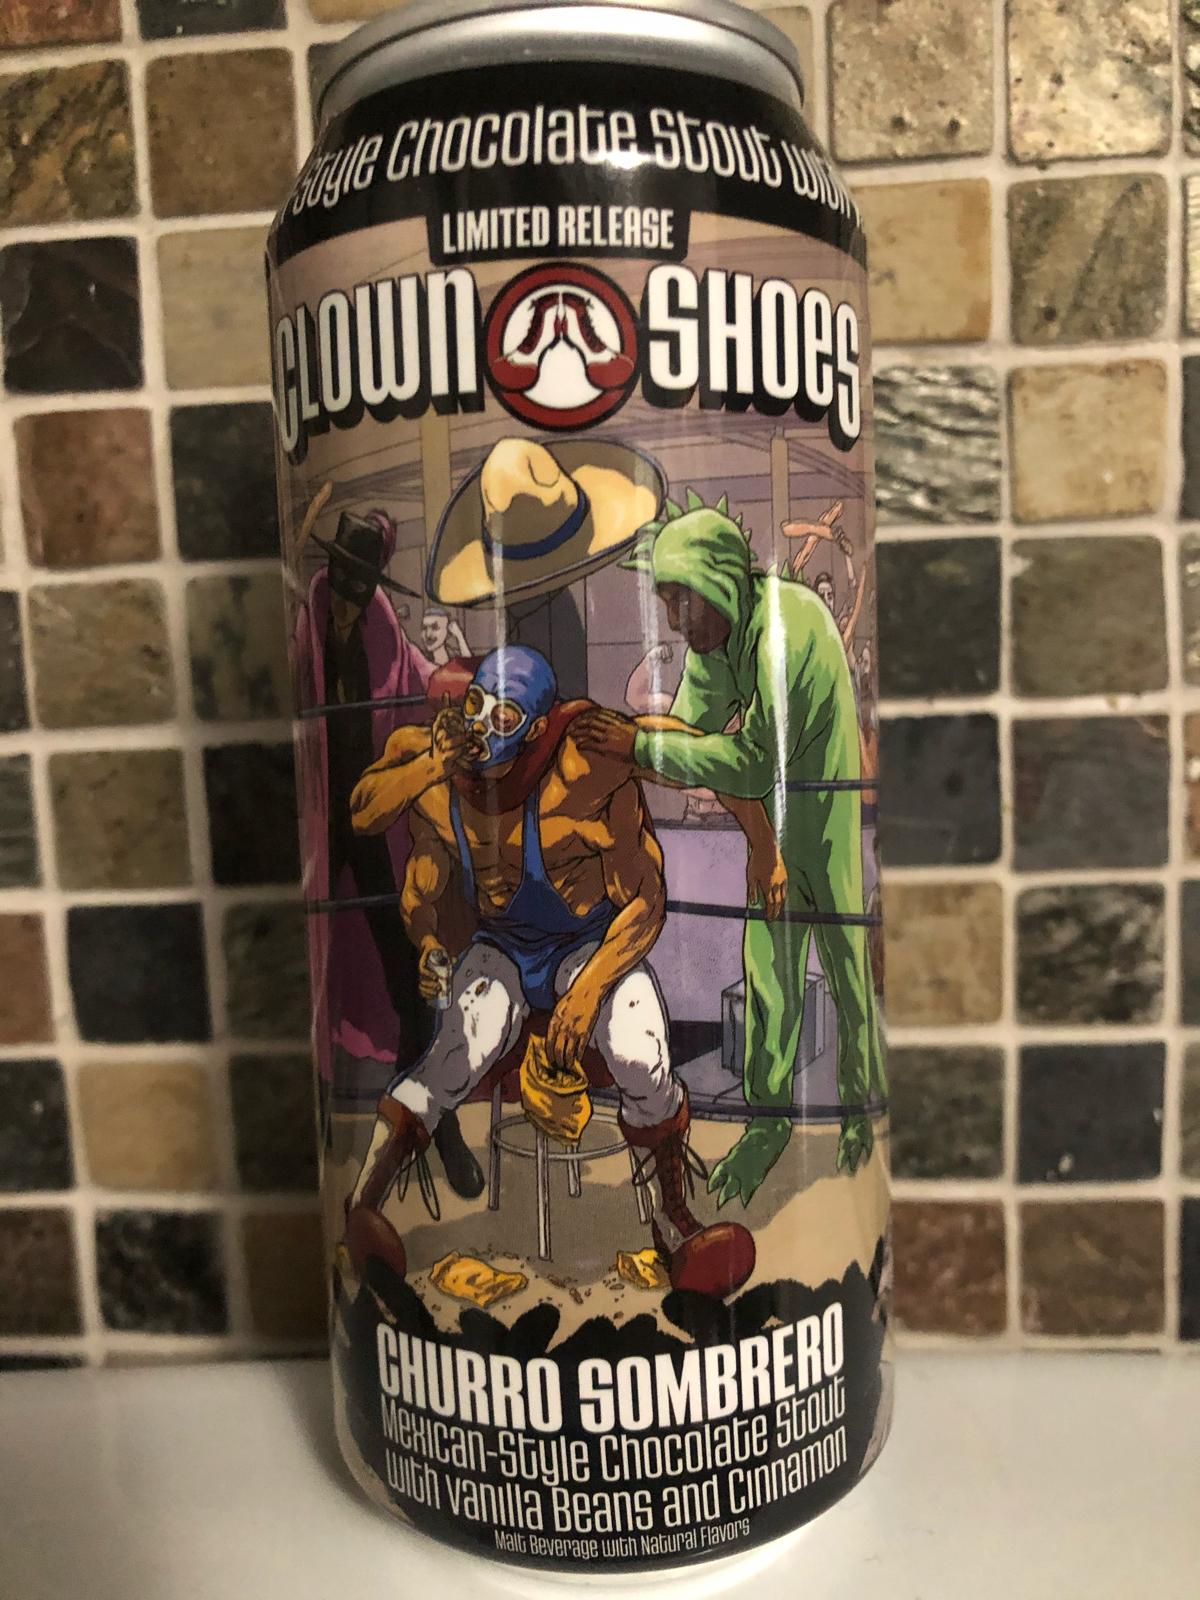 Style Chocolate Stout with
LIMITED RELEASE
CLOWN SHOES
CHURRO SOMBRERO
Mexican-Style Chocolate Stout
with Vanilla Beans and Cinnamon
Malt Beverage with Natural Flavors